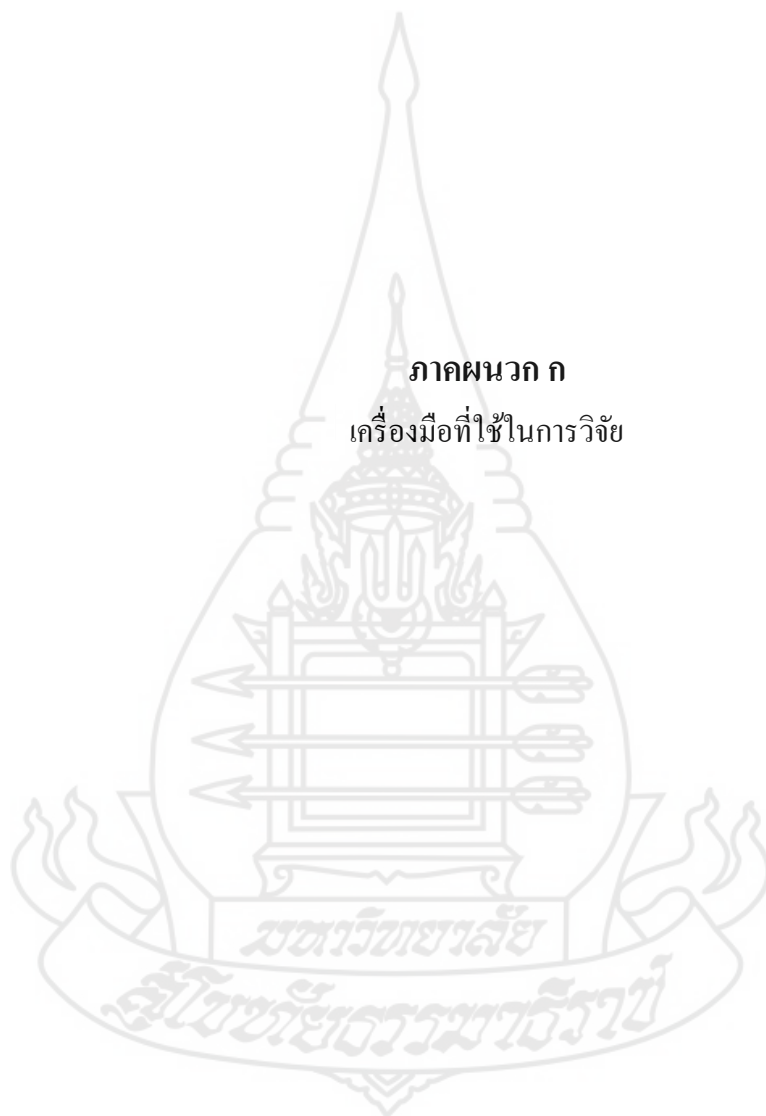 ภาคผนวก ก
เครื่องมือที่ใช้ในการวิจัย
มหาวิทยาลัย
สุโขทัยธรรมาธิราช